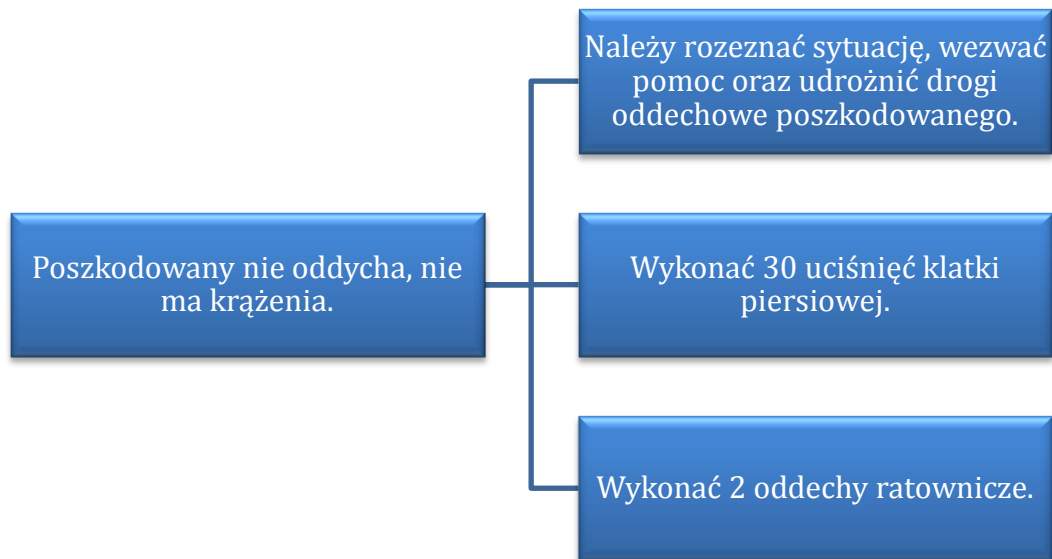 Należy rozeznać sytuację, wezwać
pomoc oraz udrożnić drogi
oddechowe poszkodowanego.
Poszkodowany nie oddycha, nie
ma krążenia.
Wykonać 30 uciśnięć klatki
piersiowej.
Wykonać 2 oddechy ratownicze.